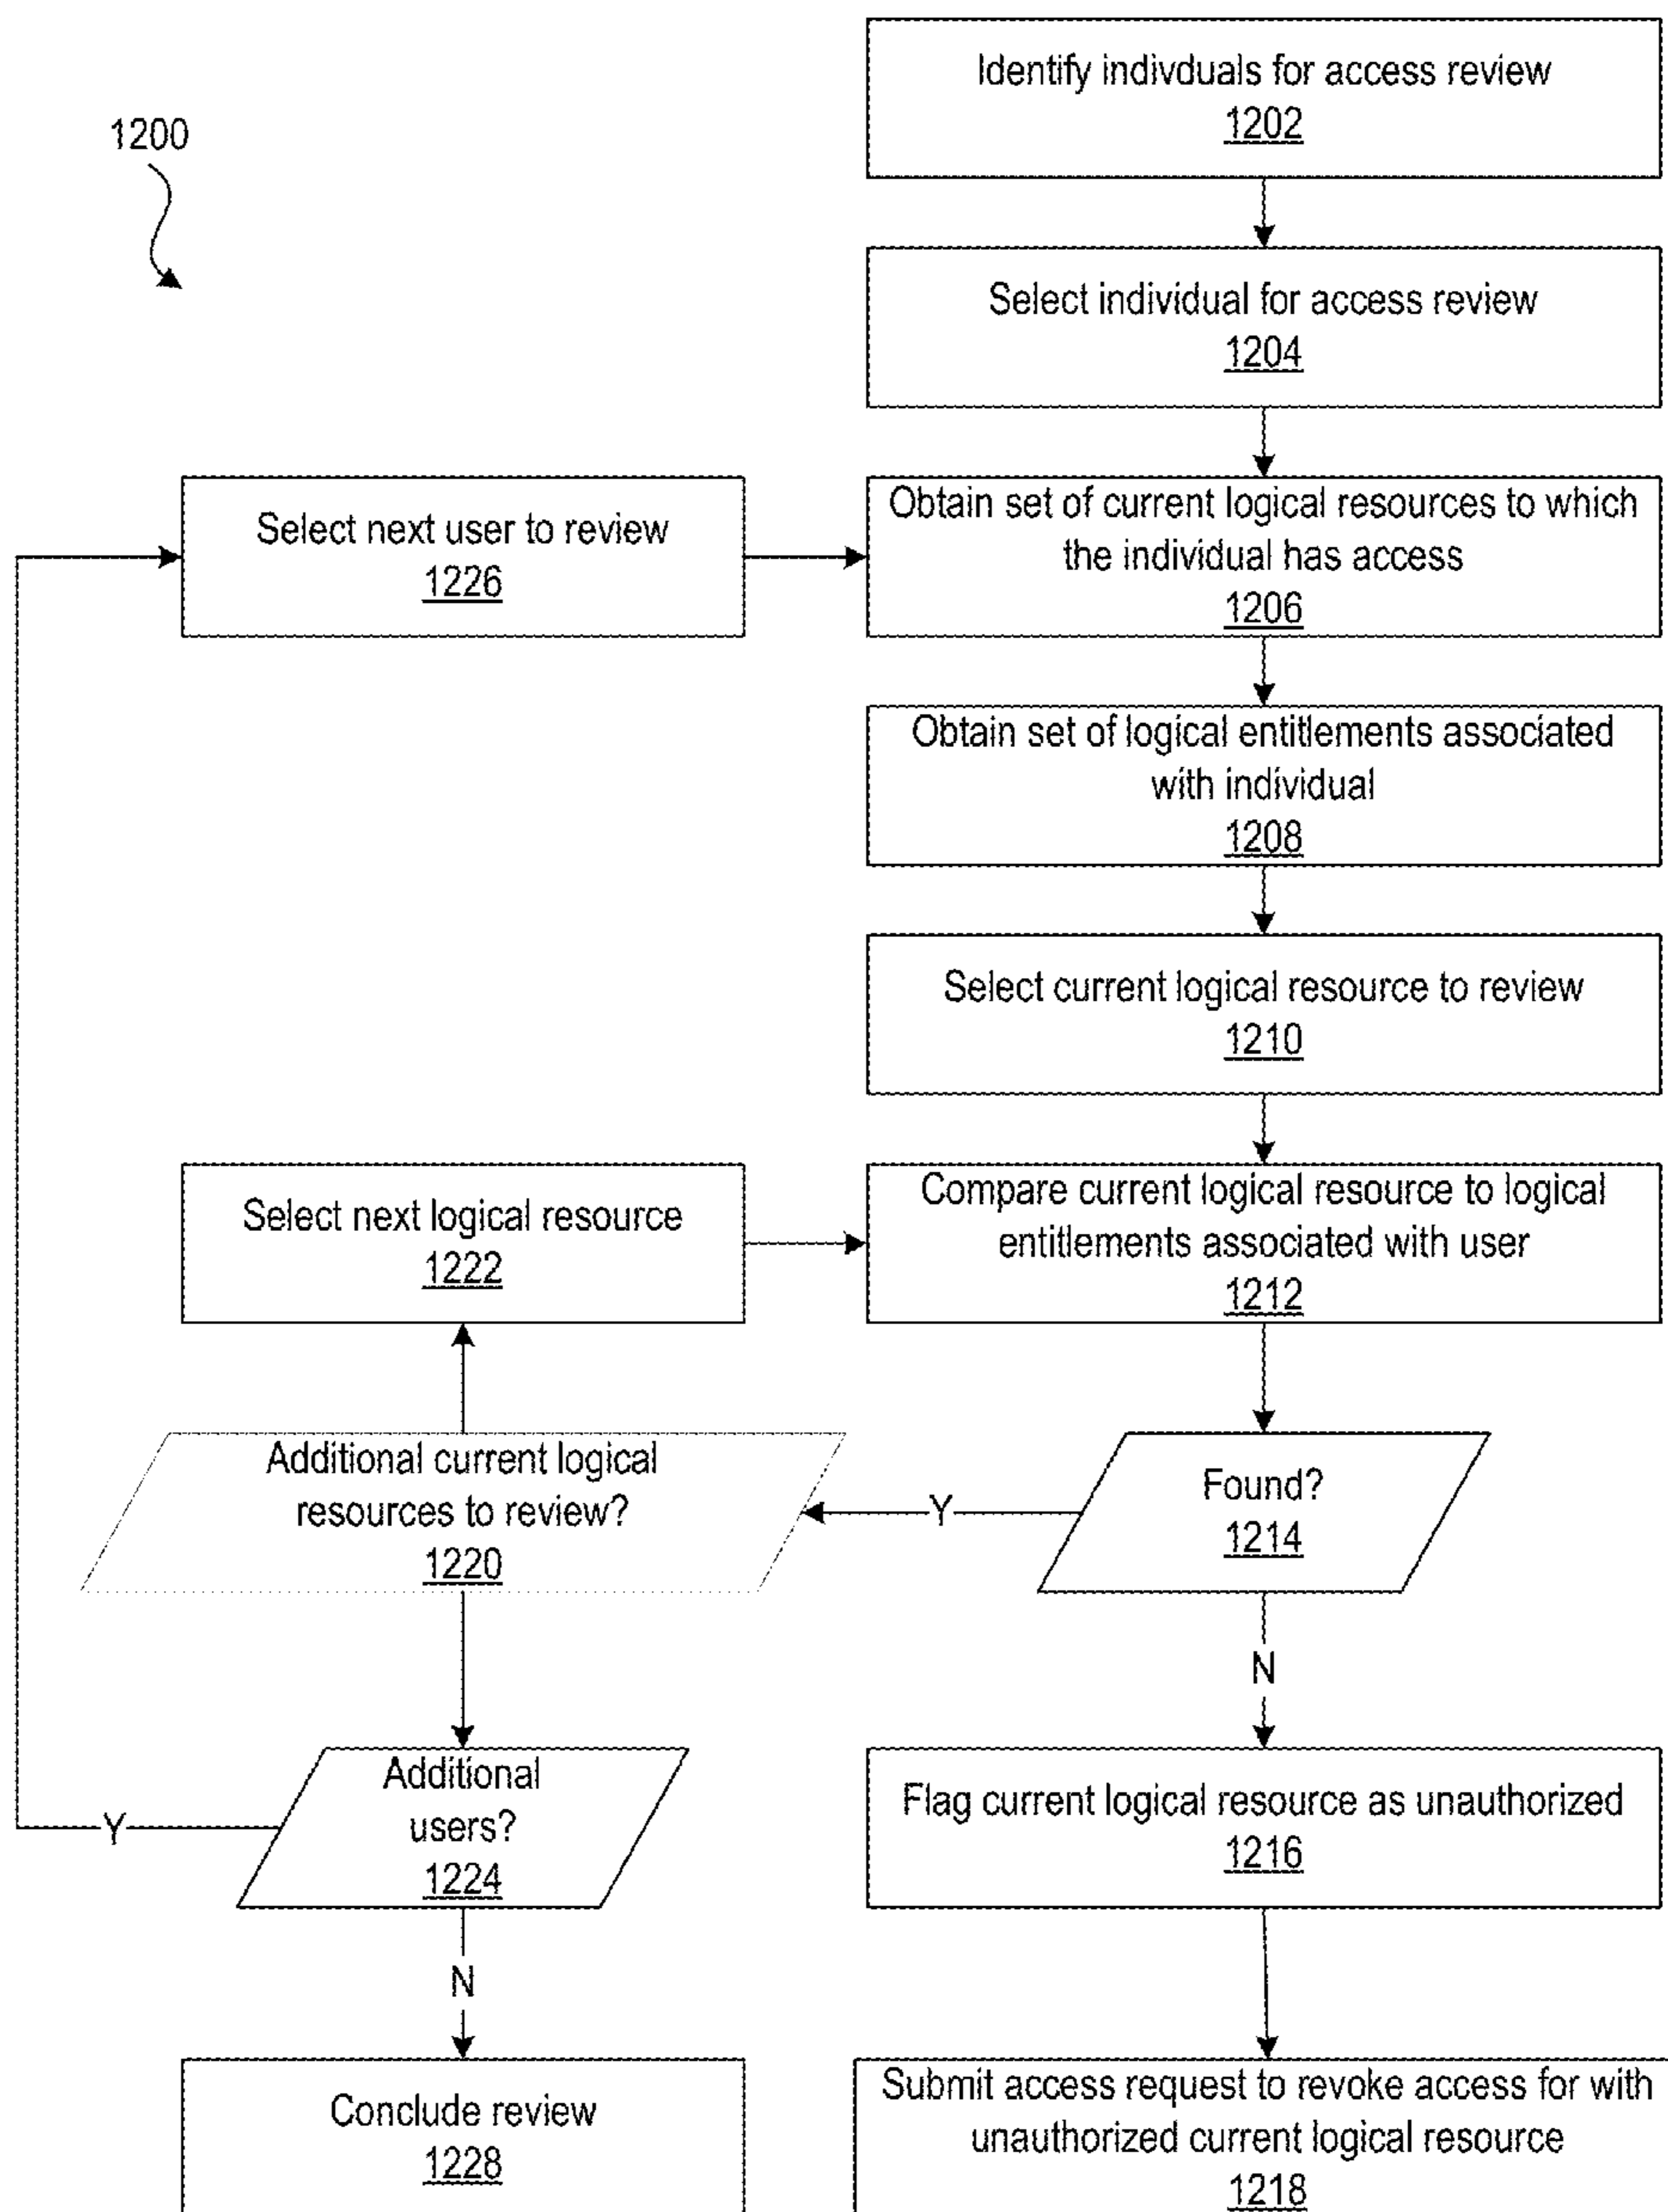 1200
Identify indivduals for access review
1202
Select individual for access review
1204
Select next user to review
1226
Obtain set of current logical resources to which
the individual has access
1206
Obtain set of logical entitlements associated
with individual
1208
Select current logical resource to review
1210
Select next logical resource
1222
Compare current logical resource to logical
entitlements associated with user
1212
Additional current logical
resources to review?
1220
Y
Found?
1214
N
Additional
users?
1224
Y
N
Flag current logical resource as unauthorized
1216
Conclude review
1228
Submit access request to revoke access for with
unauthorized current logical resource
1218